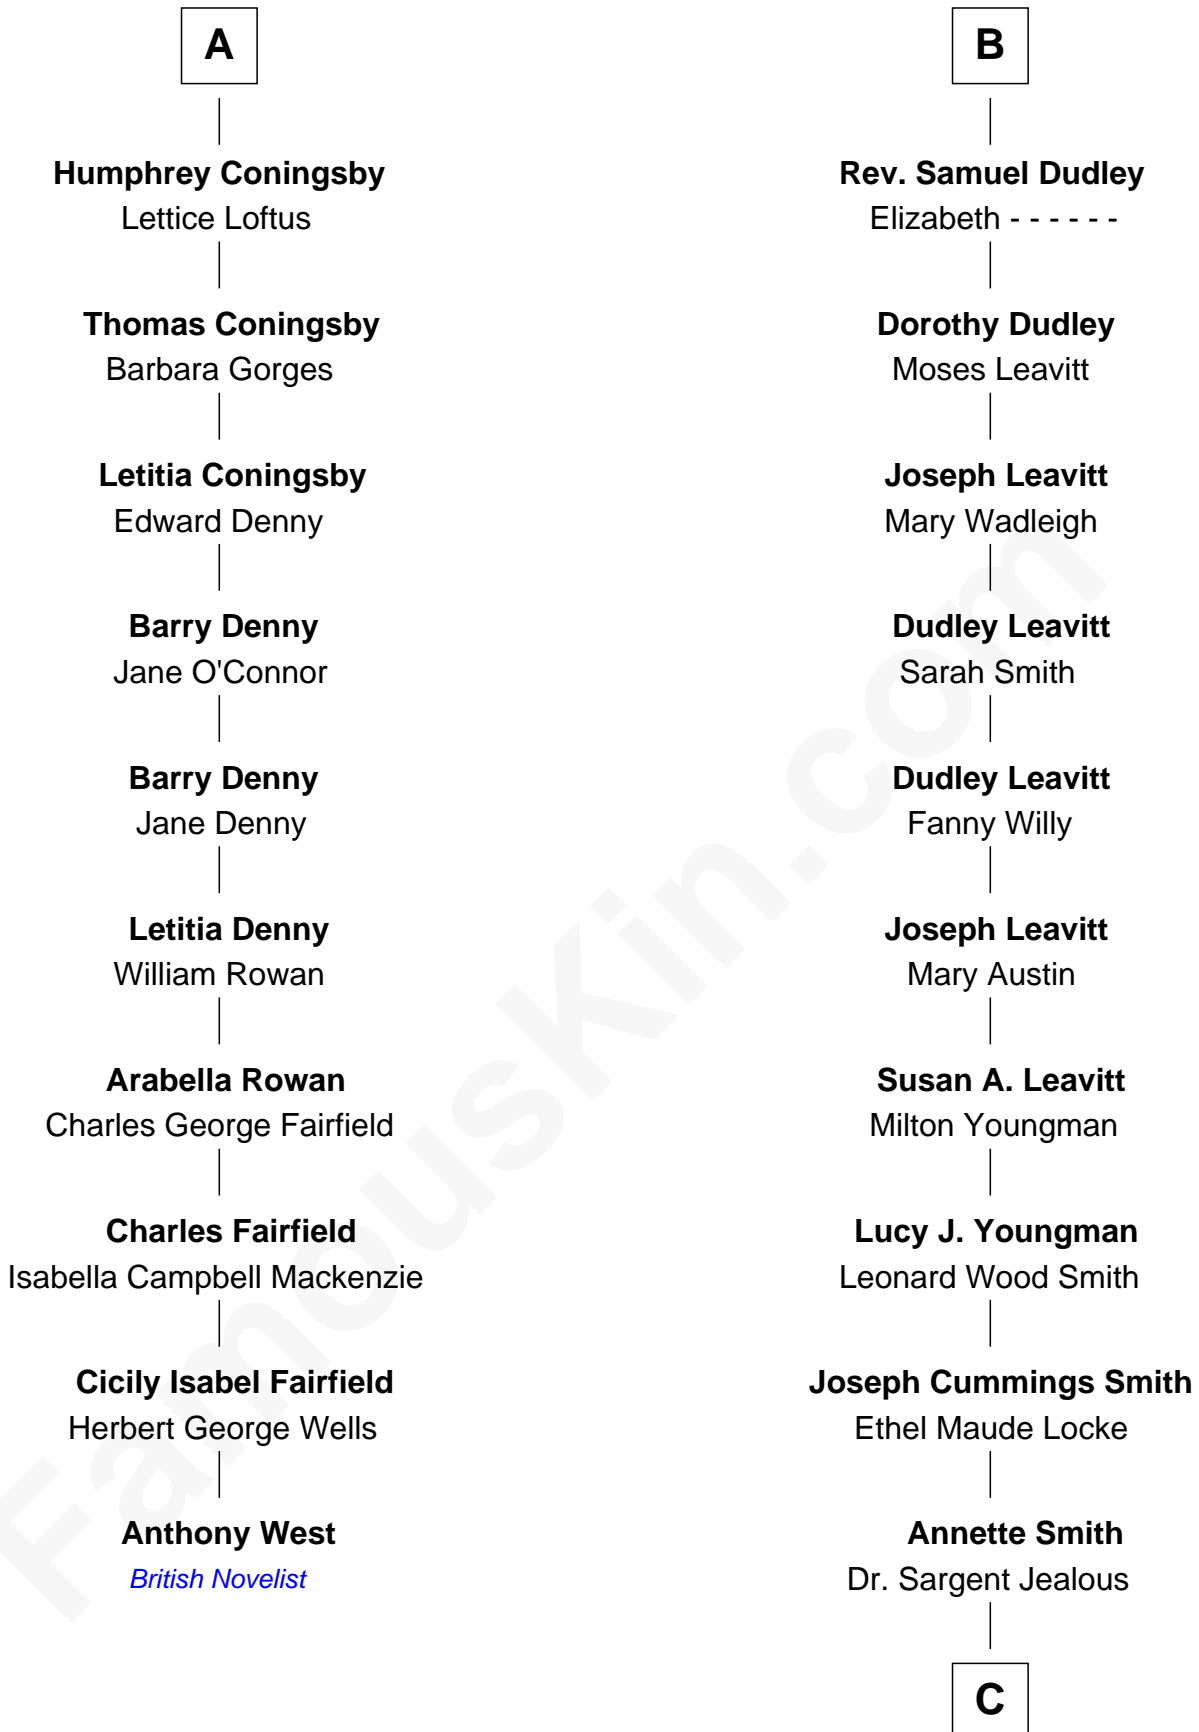 A
Humphrey Coningsby
Lettice Loftus
Thomas Coningsby
Barbara Gorges
Letitia Coningsby
Edward Denny
Barry Denny
Jane O'Connor
Barry Denny
Jane Denny
Letitia Denny
William Rowan
Arabella Rowan
Charles George Fairfield
Charles Fairfield
Isabella Campbell Mackenzie
Cicily Isabel Fairfield
Herbert George Wells
Anthony West
British Novelist
B
Rev. Samuel Dudley
Elizabeth - - - - - -
Dorothy Dudley
Moses Leavitt
Joseph Leavitt
Mary Wadleigh
Dudley Leavitt
Sarah Smith
Dudley Leavitt
Fanny Willy
Joseph Leavitt
Mary Austin
Susan A. Leavitt
Milton Youngman
Lucy J. Youngman
Leonard Wood Smith
Joseph Cummings Smith
Ethel Maude Locke
Annette Smith
Dr. Sargent Jealous
C
FamousKin.com